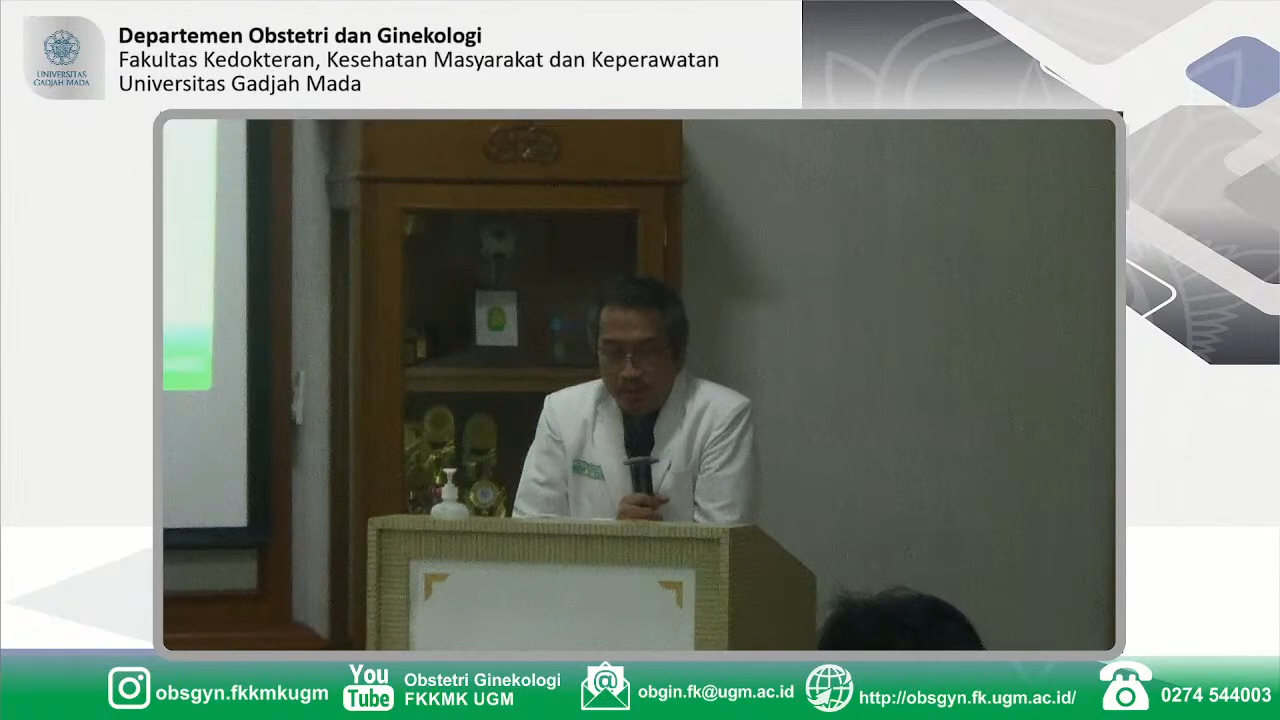 Departemen Obstetri dan Ginekologi
Fakultas Kedokteran, Kesehatan Masyarakat dan Keperawatan
Universitas Gadjah Mada
UNIVERSITAS
GADJAH MADA
obsgyn.fkkmkugm
You
Tube
Obstetri Ginekologi
FKKMK UGM
obgin.fk@ugm.ac.id
http://obsgyn.fk.ugm.ac.id/
0274 544003